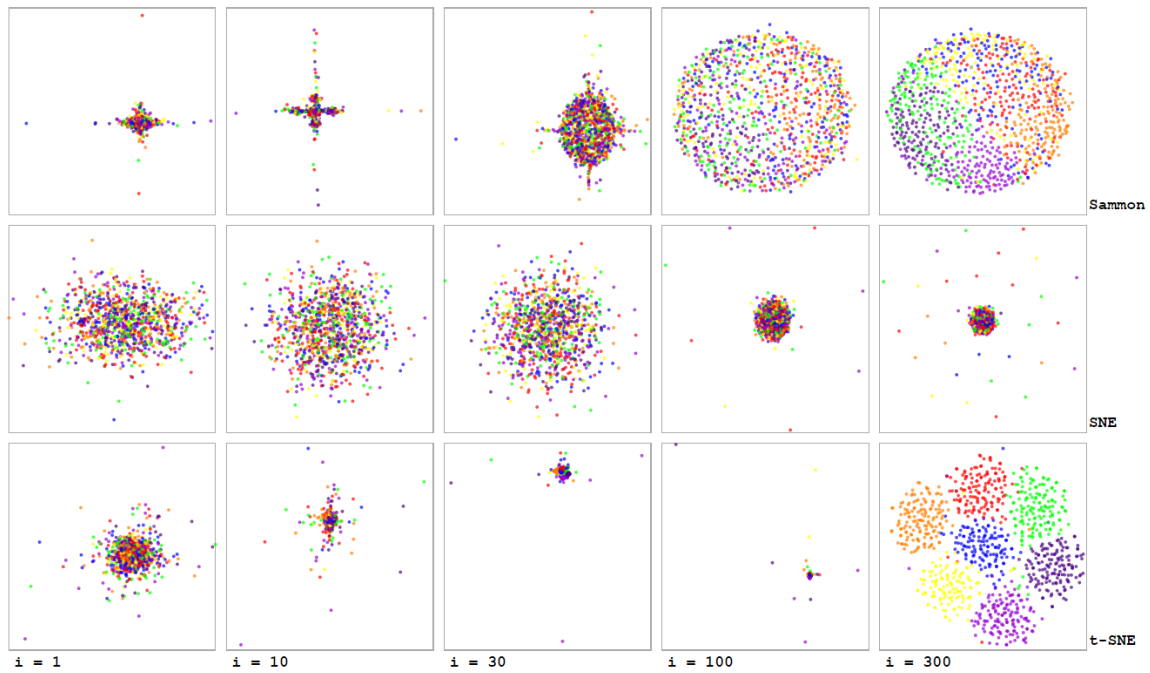 Sammon
SNE
t-SNE
i = 1
i = 10
i = 30
i = 100
i = 300